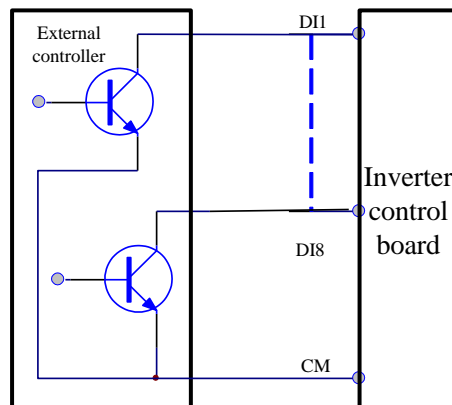 External
controller
DI1
Inverter
control
board
DI8
CM